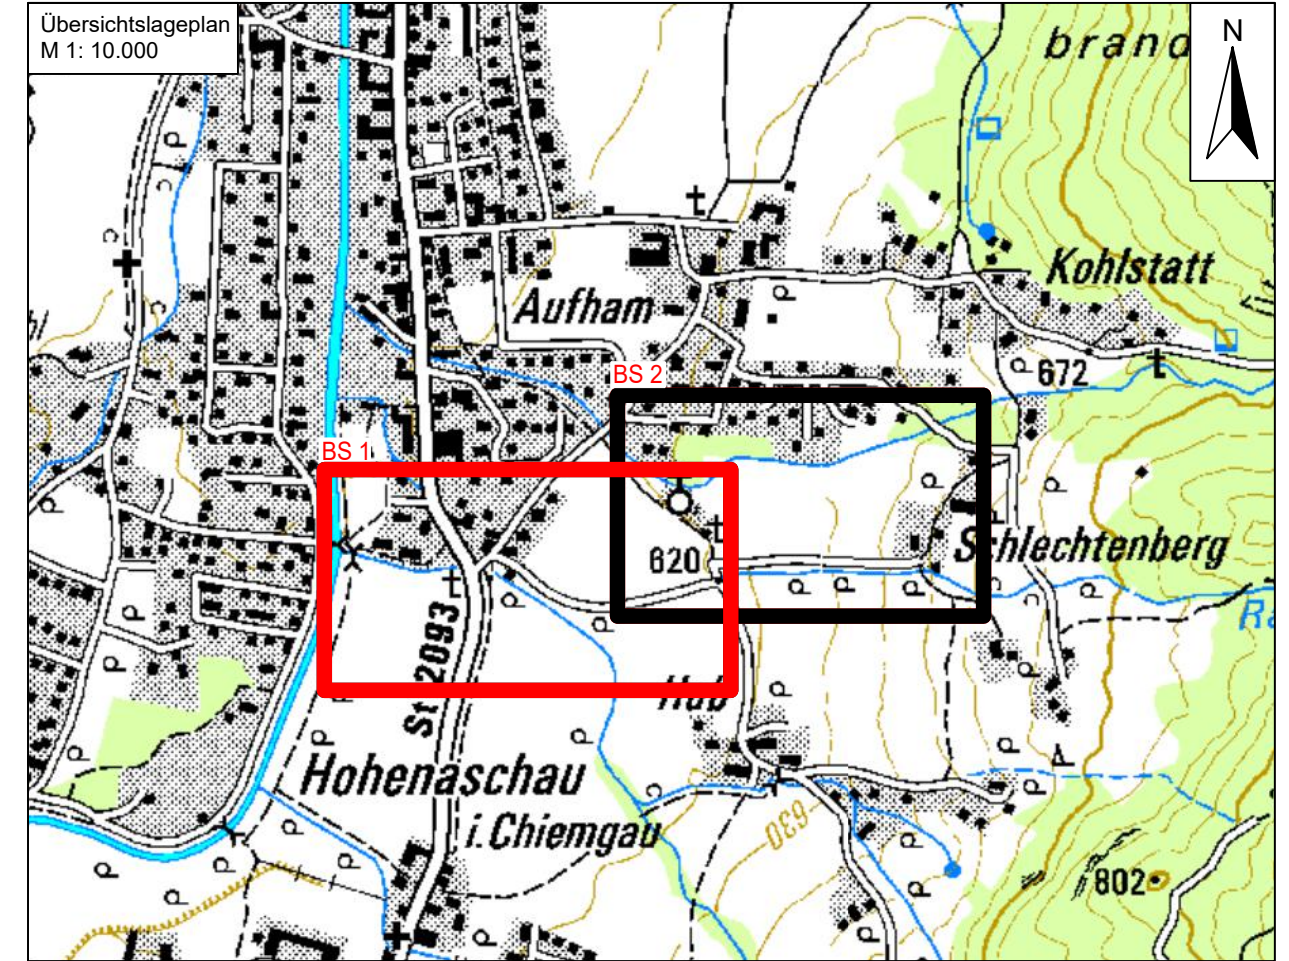 Übersichtslageplan
M 1: 10.000
N
brand
Kohlstatt
Aufham
672
BS 2
BS 1
Schlechtenberg
620
St 2093
Hub
Hohenaschau
i.Chiemgau
630
802